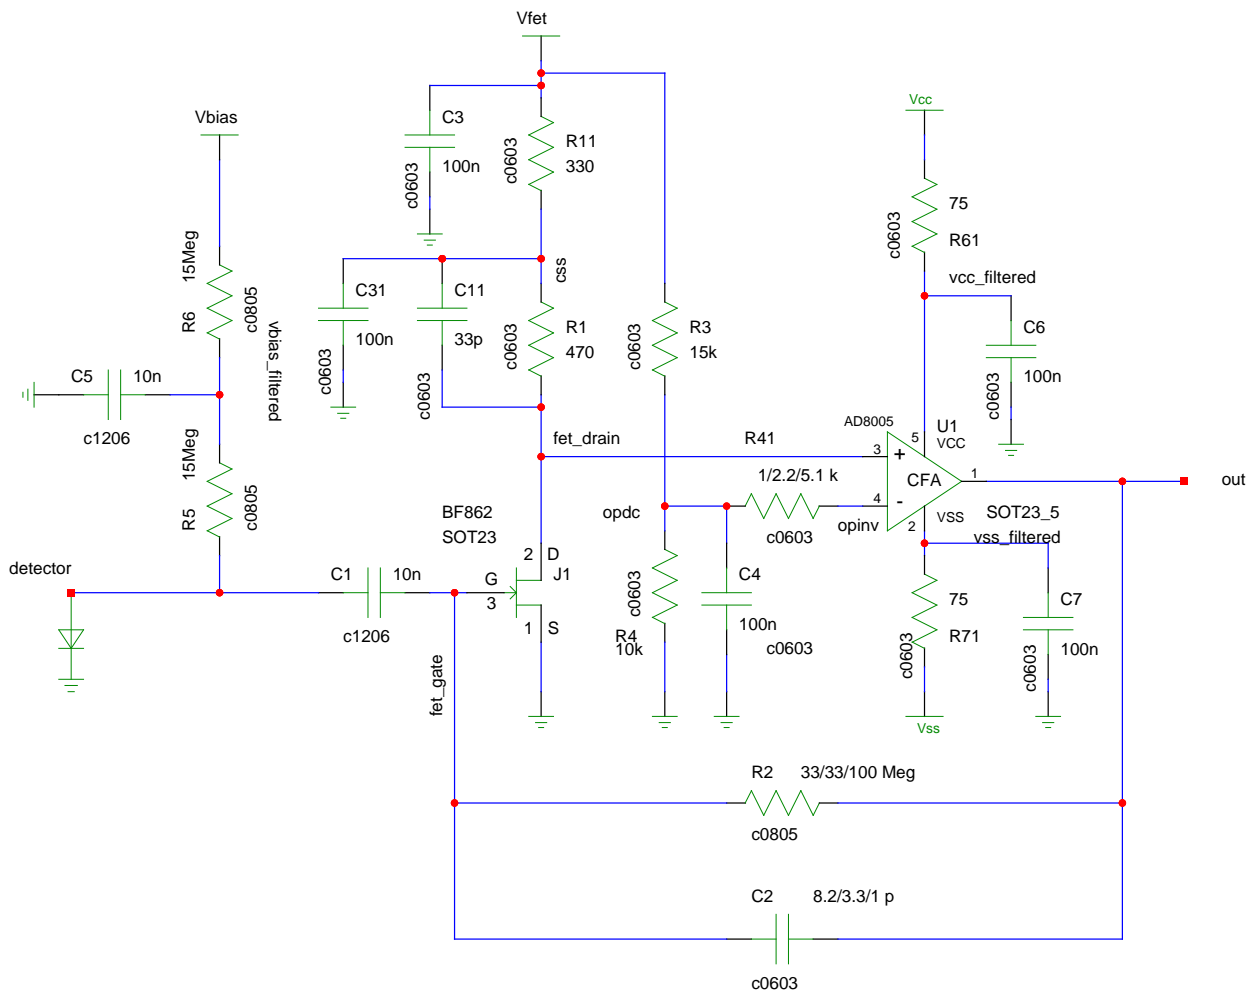 Vfet
Vbias
Vcc
C3
100n
c0603
R11
330
c0603
75
R61
c0603
vcc_filtered
15Meg
R6
c0805
vbias_filtered
C31
100n
c0603
C11
33p
c0603
css
R1
470
c0603
R3
15k
c0603
C6
100n
c0603
C5
10n
c1206
15Meg
R5
c0805
fet_drain
R41
1/2.2/5.1 k
c0603
AD8005
U1
VCC
5
3
+
CFA
1
4
-
VSS
2
SOT23_5
vss_filtered
out
opdc
opinv
BF862
SOT23
2 D
J1
G
3
1 S
detector
C1
10n
c1206
fet_gate
c0603
R4
10k
C4
100n
c0603
75
R71
c0603
C7
100n
c0603
Vss
R2 33/33/100 Meg
c0805
C2 8.2/3.3/1 p
c0603